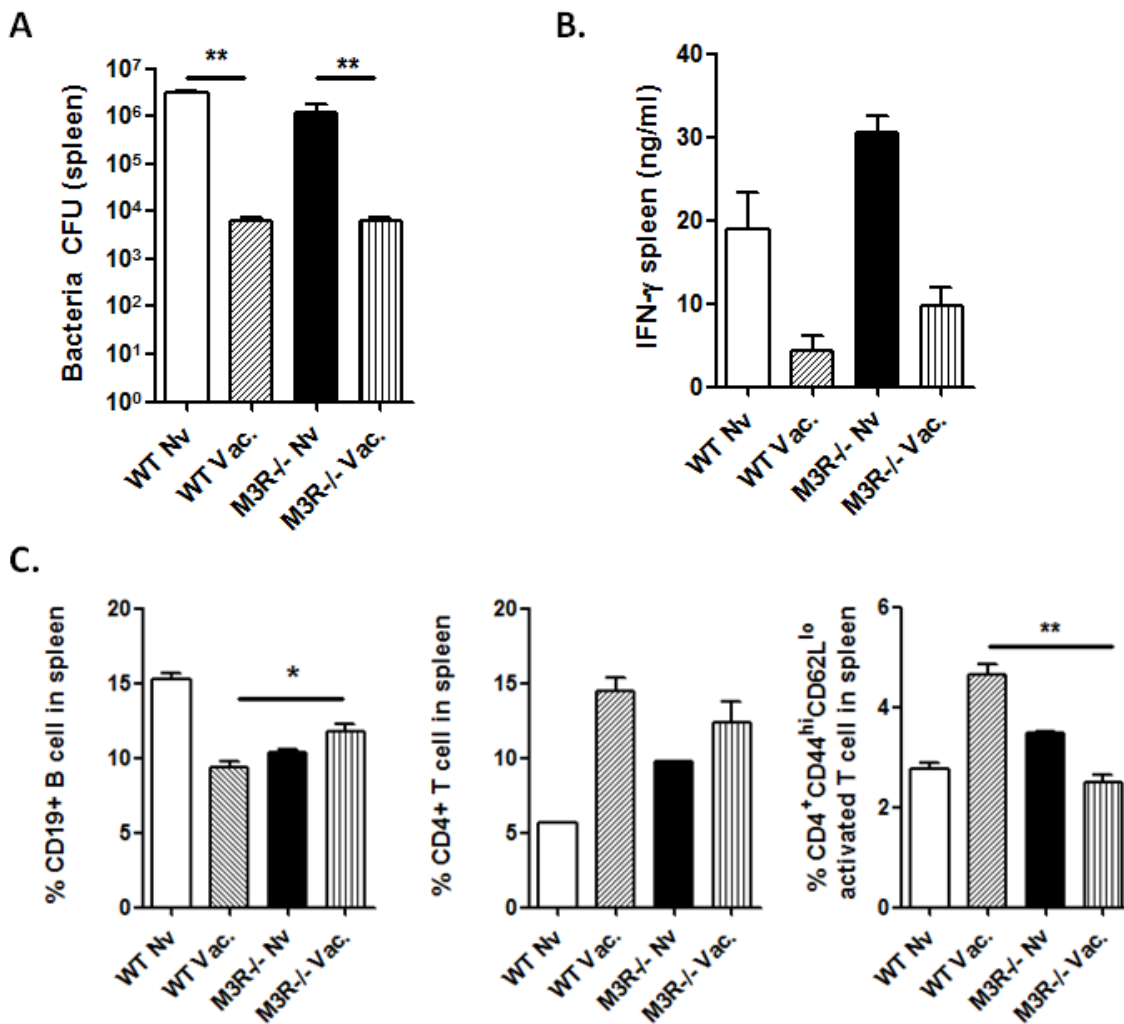 A
Bacteria CFU (spleen)
10⁷
10⁶
10⁵
10⁴
10³
10²
10¹
10⁰
**
**
WT Nv
WT Vac.
M3R-/- Nv
M3R-/- Vac.
B.
IFN-γ spleen (ng/ml)
40
30
20
10
0
WT Nv
WT Vac.
M3R-/- Nv
M3R-/- Vac.
C.
% CD19+ B cell in spleen
20
15
10
5
0
*
WT Nv
WT Vac.
M3R-/- Nv
M3R-/- Vac.
% CD4+ T cell in spleen
20
15
10
5
0
WT Nv
WT Vac.
M3R-/- Nv
M3R-/- Vac.
% CD4⁺CD44ʰⁱCD62Lˡᵒ
activated T cell in spleen
6
4
2
0
**
WT Nv
WT Vac.
M3R-/- Nv
M3R-/- Vac.